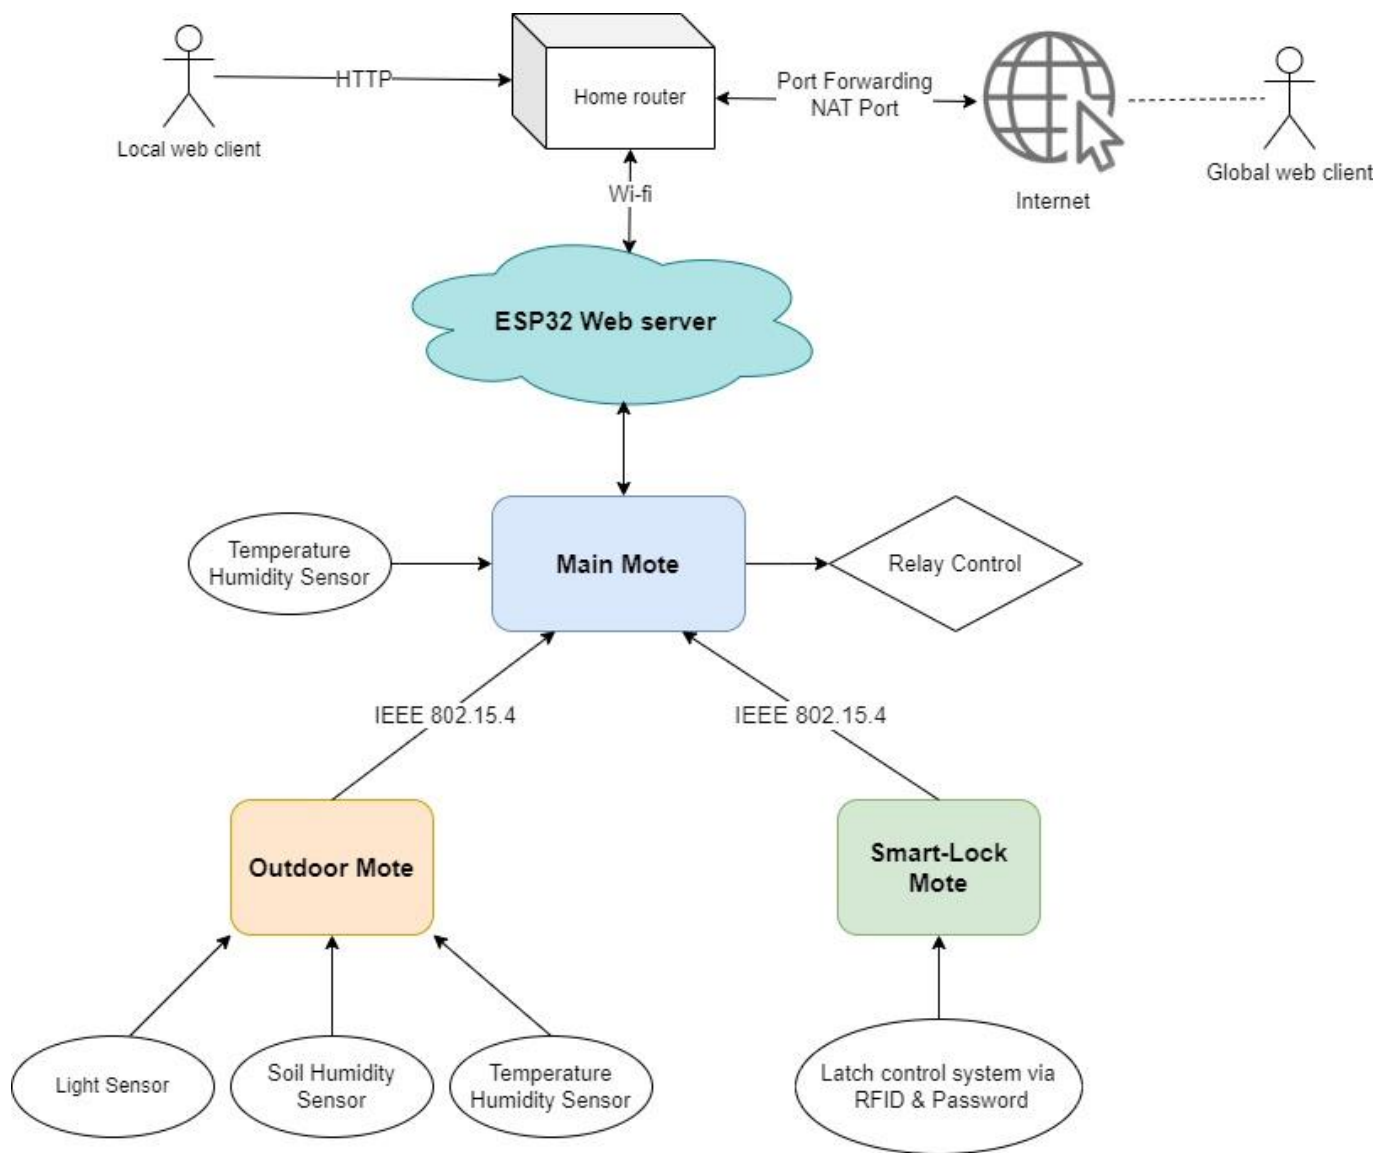 HTTP
Home router
Port Forwarding
NAT Port
Local web client
Global web client
Internet
Wi-fi
ESP32 Web server
Temperature
Humidity Sensor
Main Mote
Relay Control
IEEE 802.15.4
IEEE 802.15.4
Outdoor Mote
Smart-Lock
Mote
Light Sensor
Soil Humidity
Sensor
Temperature
Humidity Sensor
Latch control system via
RFID & Password